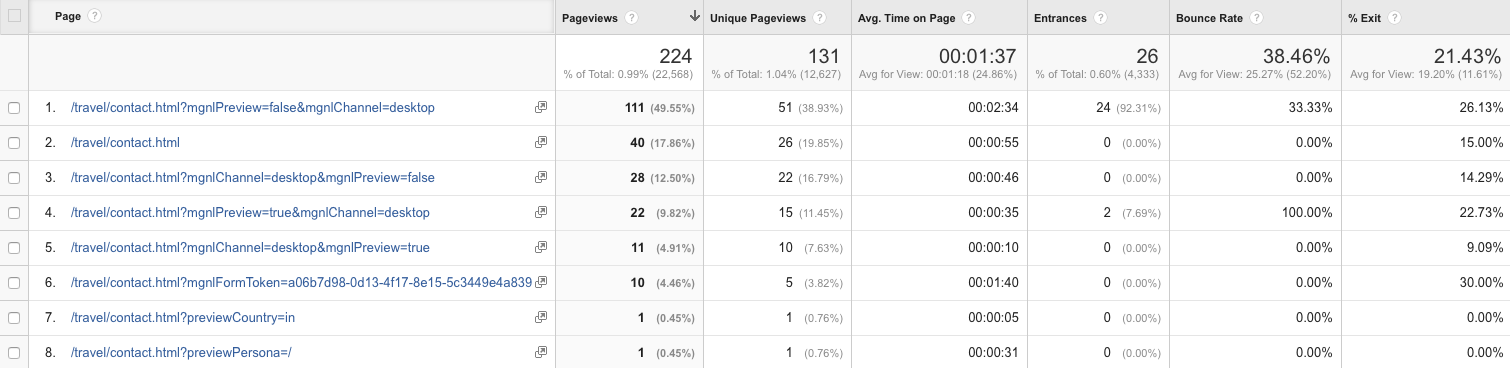 Page ? Pageviews ? Unique Pageviews ? Avg. Time on Page ? Entrances ? Bounce Rate ? % Exit ?
224 131 00:01:37 26 38.46% 21.43%
% of Total: 0.99% (22,568) % of Total: 1.04% (12,627) Avg for View: 00:01:18 (24.86%) % of Total: 0.60% (4,333) Avg for View: 25.27% (52.20%) Avg for View: 19.20% (11.61%)
1. /travel/contact.html?mgnlPreview=false&mgnlChannel=desktop 111 (49.55%) 51 (38.93%) 00:02:34 24 (92.31%) 33.33% 26.13%
2. /travel/contact.html 40 (17.86%) 26 (19.85%) 00:00:55 0 (0.00%) 0.00% 15.00%
3. /travel/contact.html?mgnlChannel=desktop&mgnlPreview=false 28 (12.50%) 22 (16.79%) 00:00:46 0 (0.00%) 0.00% 14.29%
4. /travel/contact.html?mgnlPreview=true&mgnlChannel=desktop 22 (9.82%) 15 (11.45%) 00:00:35 2 (7.69%) 100.00% 22.73%
5. /travel/contact.html?mgnlChannel=desktop&mgnlPreview=true 11 (4.91%) 10 (7.63%) 00:00:10 0 (0.00%) 0.00% 9.09%
6. /travel/contact.html?mgnlFormToken=a06b7d98-0d13-4f17-8e15-5c3449e4a839 10 (4.46%) 5 (3.82%) 00:01:40 0 (0.00%) 0.00% 30.00%
7. /travel/contact.html?previewCountry=in 1 (0.45%) 1 (0.76%) 00:00:05 0 (0.00%) 0.00% 0.00%
8. /travel/contact.html?previewPersona=/ 1 (0.45%) 1 (0.76%) 00:00:31 0 (0.00%) 0.00% 0.00%